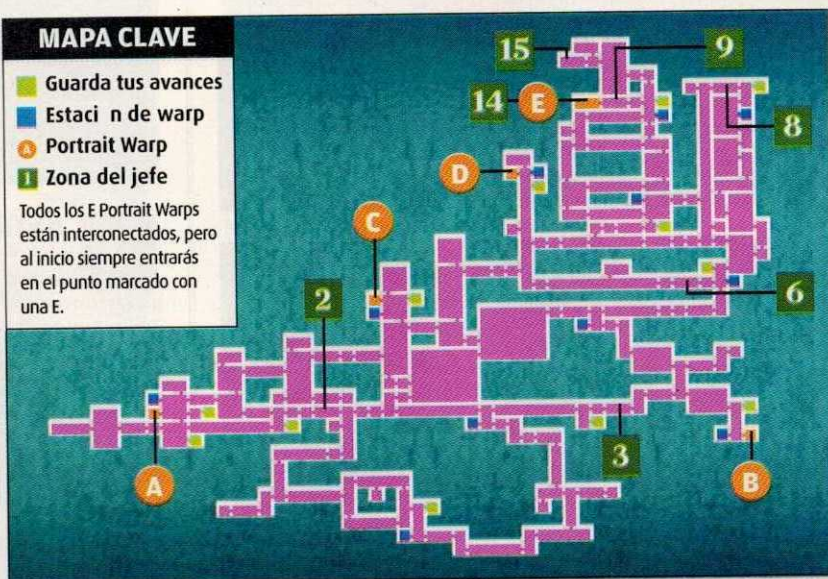 MAPA CLAVE
Guarda tus avances
Estaci n de warp
A Portrait Warp
1 Zona del jefe
Todos los E Portrait Warps
están interconectados, pero
al inicio siempre entrarás
en el punto marcado con
una E.
15
9
14
E
8
D
C
2
6
A
3
B